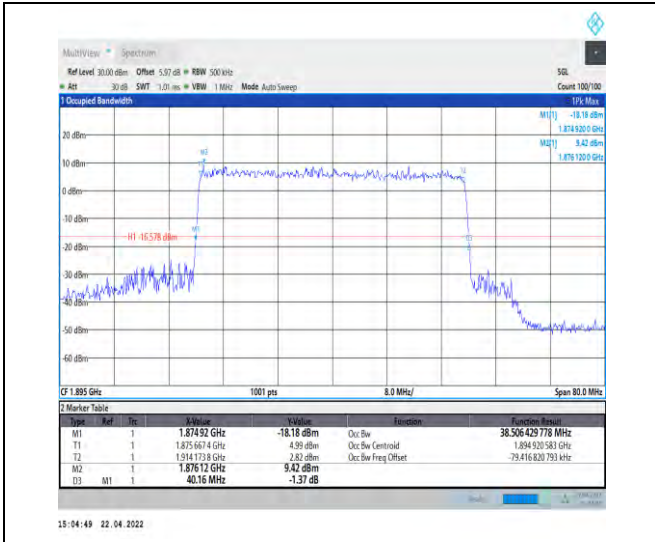 MultiView Spectrum
Ref Level 30.00 dBm Offset 5.97 dB RBW 500 kHz SGL
Att 30 dB SWT 1.01 ms VBW 1 MHz Mode Auto Sweep Count 100/100
1 Occupied Bandwidth 1Pk Max
M1[1] -18.18 dBm
1.874 920 0 GHz
M2[1] 9.42 dBm
1.876 120 0 GHz
20 dBm
M2
10 dBm
T1
0 dBm
-10 dBm
H1 -16.578 dBm
M1
-20 dBm
-30 dBm
-40 dBm
-50 dBm
-60 dBm
CF 1.895 GHz 1001 pts 8.0 MHz/ Span 80.0 MHz
2 Marker Table
Type Ref Trc X-Value Y-Value Function Function Result
M1 1 1.87492 GHz -18.18 dBm Occ Bw 38.506 429 778 MHz
T1 1 1.875 667 4 GHz 4.99 dBm Occ Bw Centroid 1.894 920 583 GHz
T2 1 1.914 173 8 GHz 2.82 dBm Occ Bw Freq Offset -79.416 820 793 kHz
M2 1 1.87612 GHz 9.42 dBm
D3 M1 1 40.16 MHz -1.37 dB
15:04:49 22.04.2022